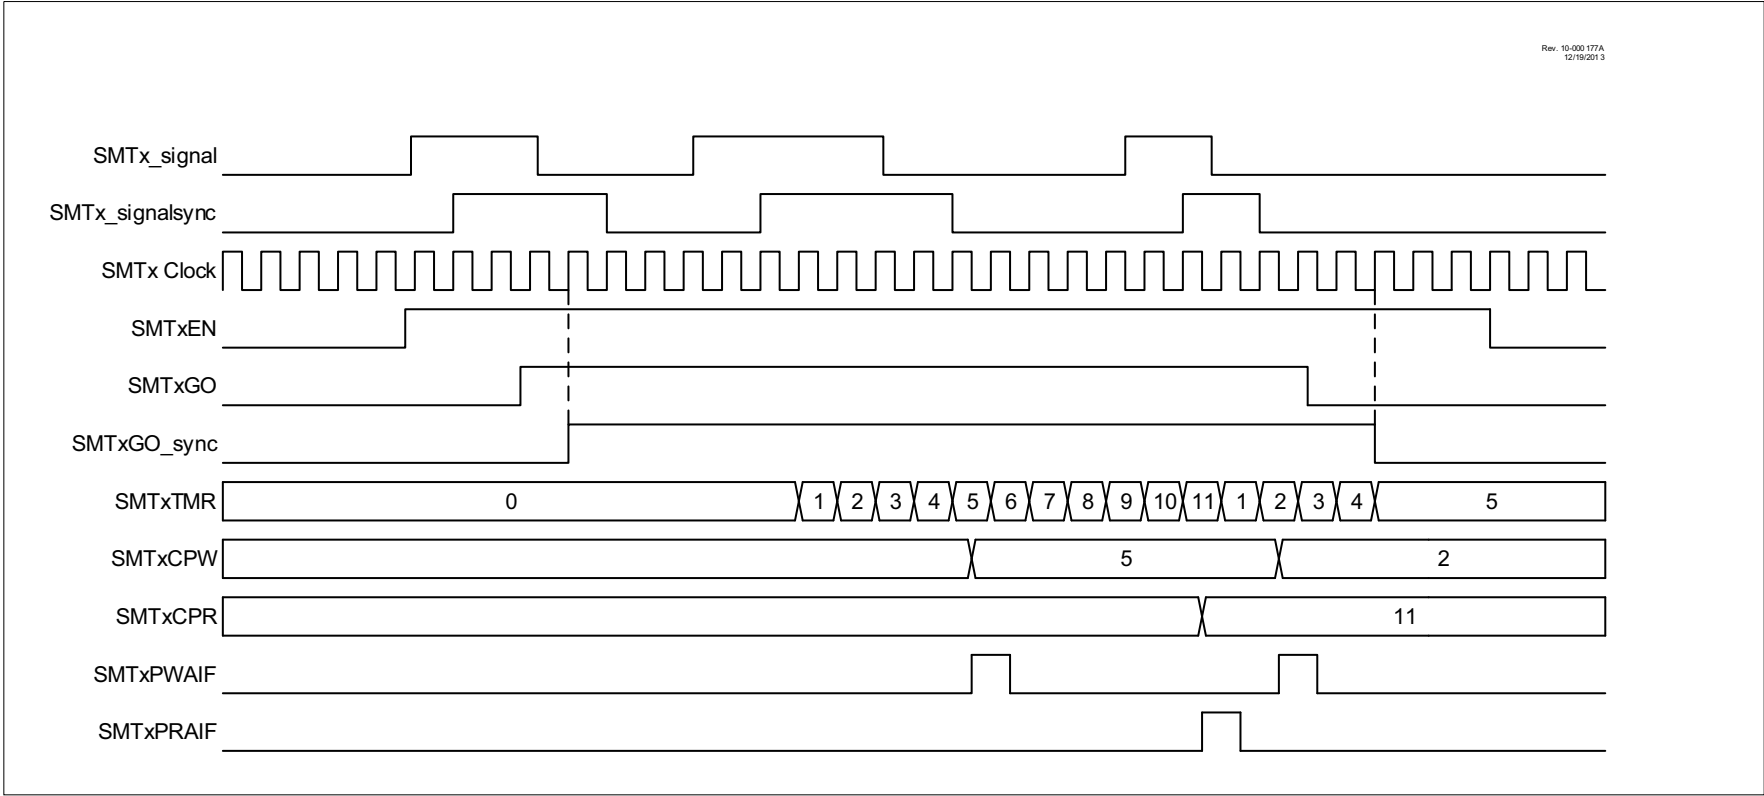 Rev. 10-000 177A
12/19/201 3
SMTx_signal
SMTx_signalsync
SMTx Clock
SMTxEN
SMTxGO
SMTxGO_sync
SMTxTMR 0 1 2 3 4 5 6 7 8 9 10 11 1 2 3 4 5
SMTxCPW 5 2
SMTxCPR 11
SMTxPWAIF
SMTxPRAIF